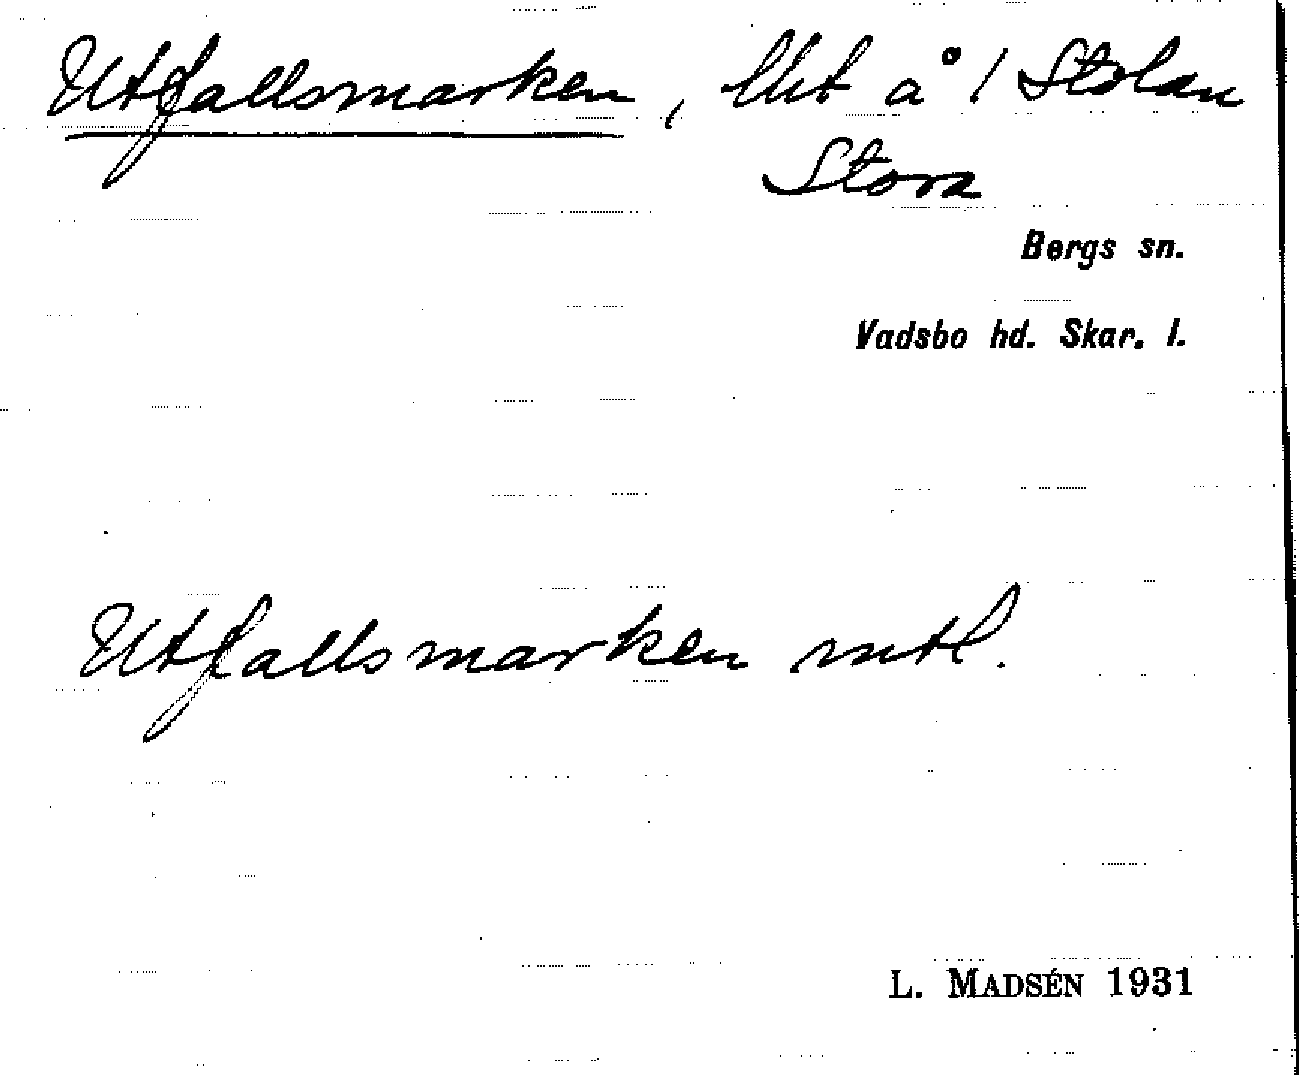 Utfallsmarken, lht å 1 Stolan
Stora
Bergs sn.
Vadsbo hd. Skar. l.
Utfallsmarken mtl.
L. MADSÉN 1931